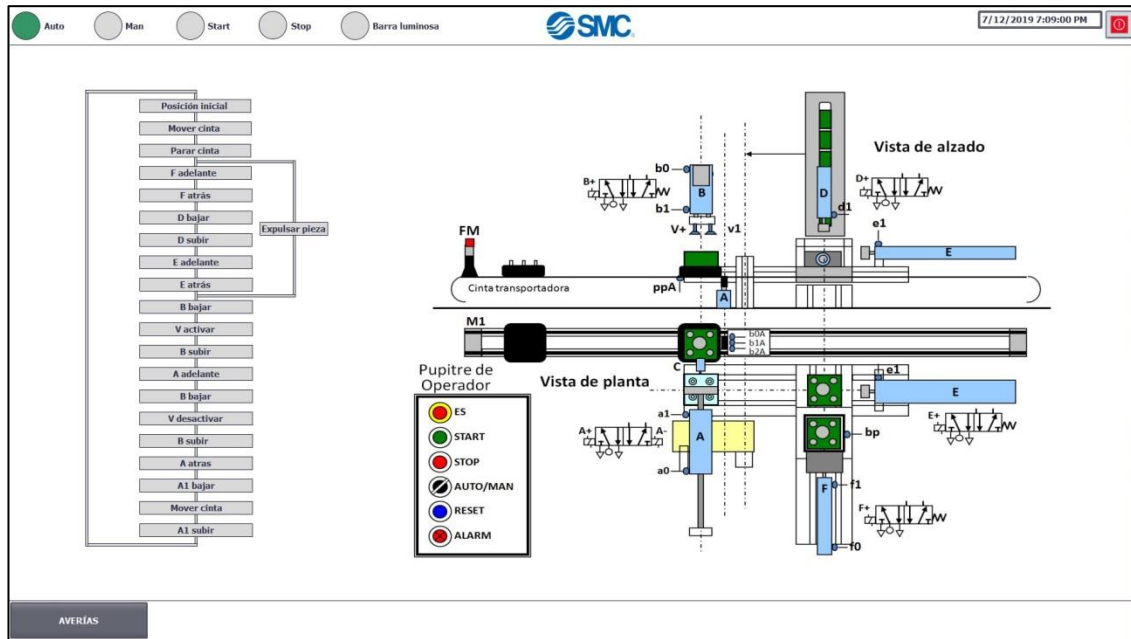 Auto
Man
Start
Stop
Barra luminosa
SMC
7/12/2019 7:09:00 PM
Posición inicial
Mover cinta
Parar cinta
F adelante
F atrás
D bajar
D subir
E adelante
E atrás
Expulsar pieza
B bajar
V activar
B subir
A adelante
B bajar
V desactivar
B subir
A atras
A1 bajar
Mover cinta
A1 subir
Vista de alzado
b0
B+
B
b1
V+
v1
D
D+
d1
e1
E
FM
Cinta transportadora
ppA
A
M1
b0A
b1A
b2A
C
Pupitre de
Operador
ES
START
STOP
AUTO/MAN
RESET
ALARM
Vista de planta
e1
E
E+
a1
A+
A-
A
a0
bp
f1
F
F+
f0
AVERÍAS